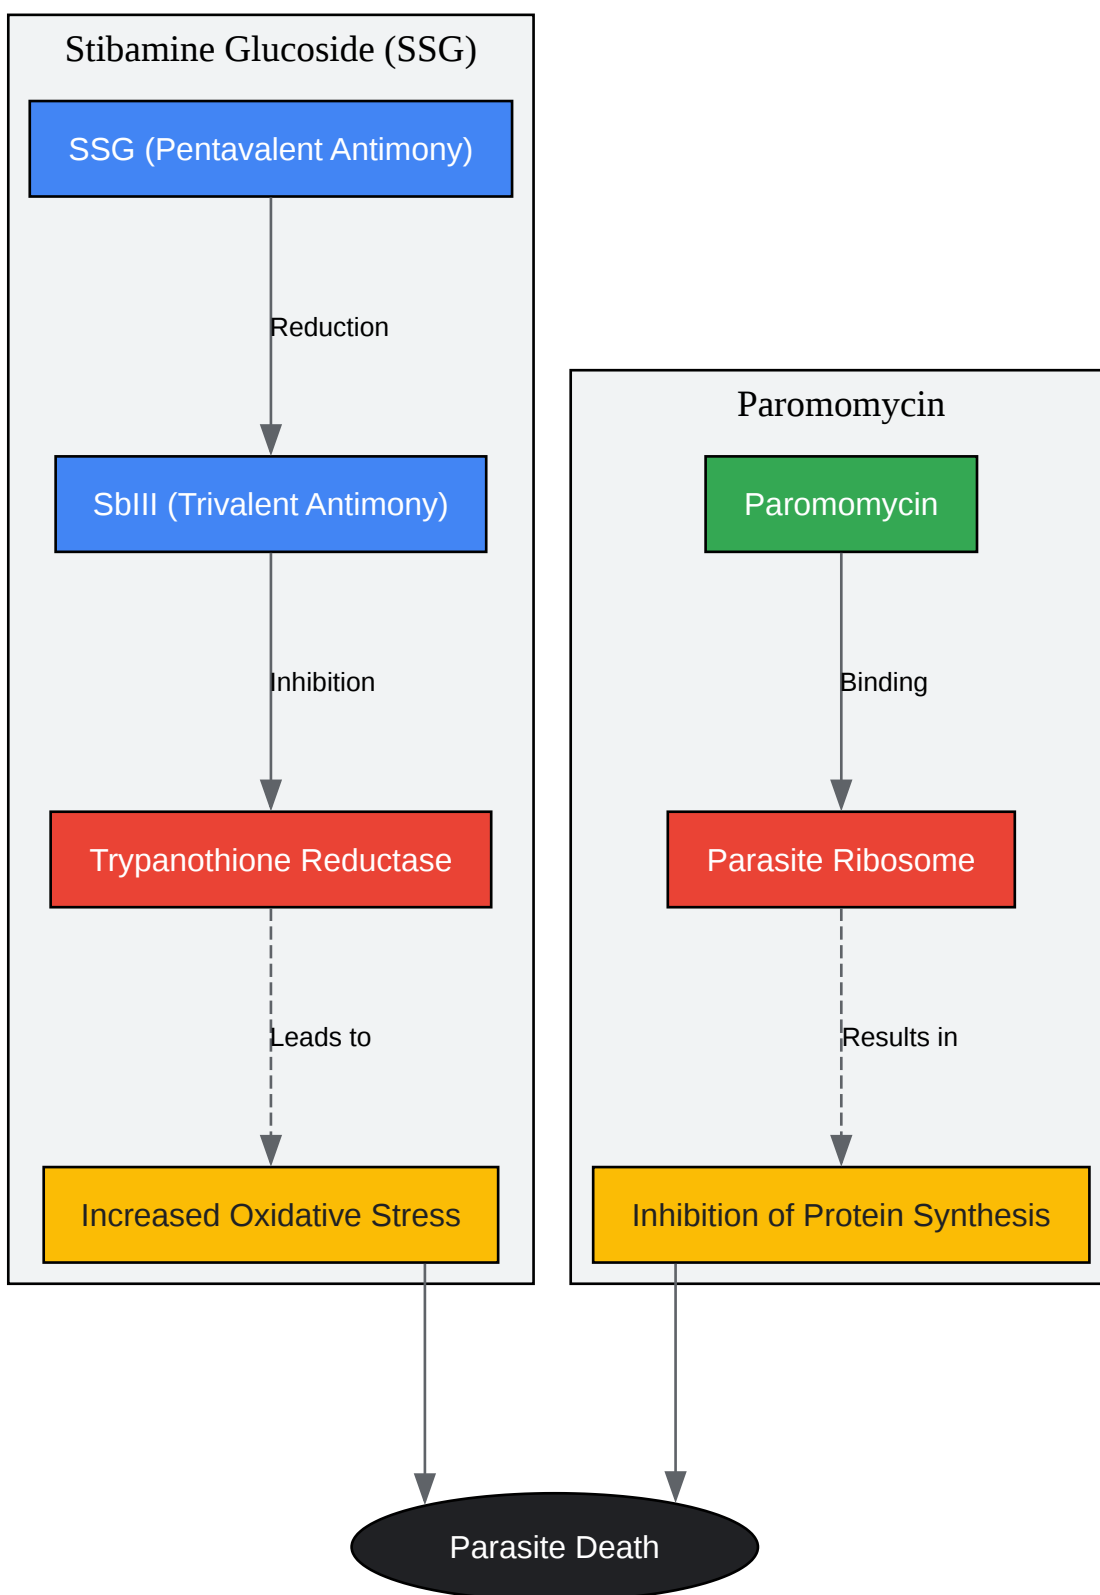 Stibamine Glucoside (SSG)
SSG (Pentavalent Antimony)
Reduction
SbIII (Trivalent Antimony)
Inhibition
Trypanothione Reductase
Leads to
Increased Oxidative Stress
Paromomycin
Paromomycin
Binding
Parasite Ribosome
Results in
Inhibition of Protein Synthesis
Parasite Death